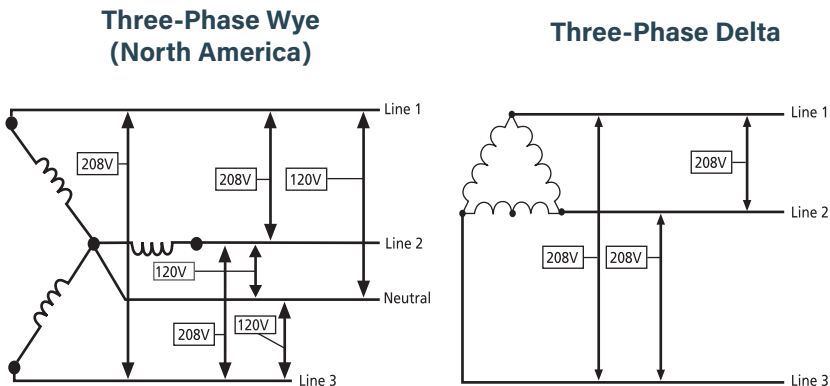 Three-Phase Wye
(North America)
Three-Phase Delta
Line 1
208V
208V
120V
Line 2
120V
Neutral
208V
120V
Line 3
Line 1
208V
Line 2
208V
208V
Line 3